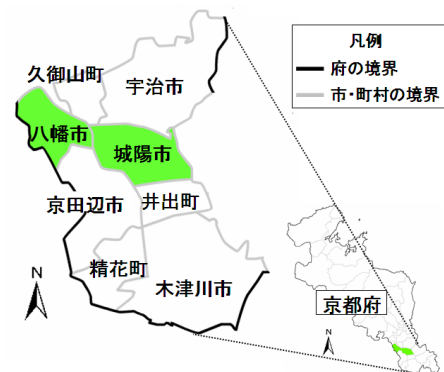 凡例
府の境界
市・町村の境界
久御山町
宇治市
八幡市
城陽市
京田辺市
井出町
精花町
木津川市
N
京都府
N